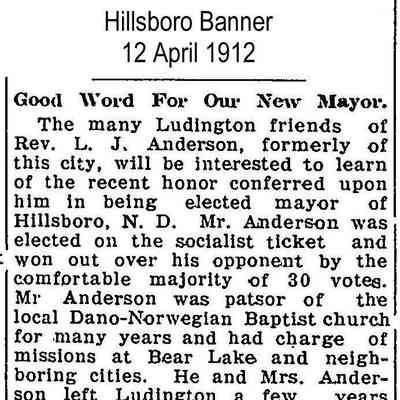 Hillsboro Banner
12 April 1912
Good Word For Our New Mayor.
The many Ludington friends of
Rev. L. J. Anderson, formerly of
this city, will be interested to learn
of the recent honor conferred upon
him in being elected mayor of
Hillsboro, N. D. Mr. Anderson was
elected on the socialist ticket and
won out over his opponent by the
comfortable majority of 30 votes.
Mr Anderson was patsor of the
local Dano-Norwegian Baptist church
for many years and had charge of
missions at Bear Lake and neigh-
boring cities. He and Mrs. Ander-
son left Ludington a few years